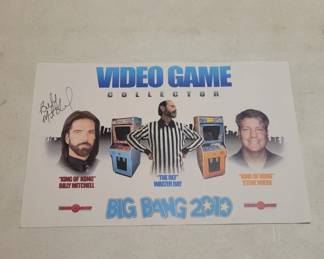 VIDEO GAME
COLLECTOR
"KING OF KONG"
BILLY MITCHELL
"THE REF"
WALTER DAY
"KING OF KONG"
STEVE WIEBE
BIG BANG 2010